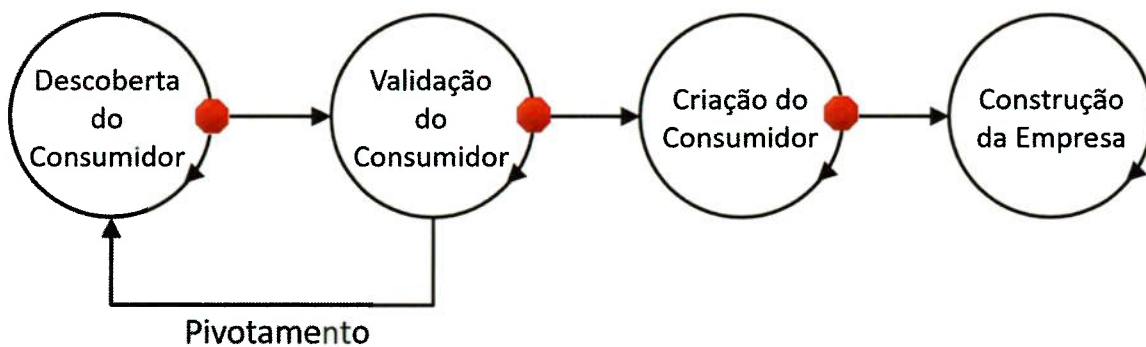 Descoberta
do
Consumidor
Validação
do
Consumidor
Criação do
Consumidor
Construção
da Empresa
Pivotamento